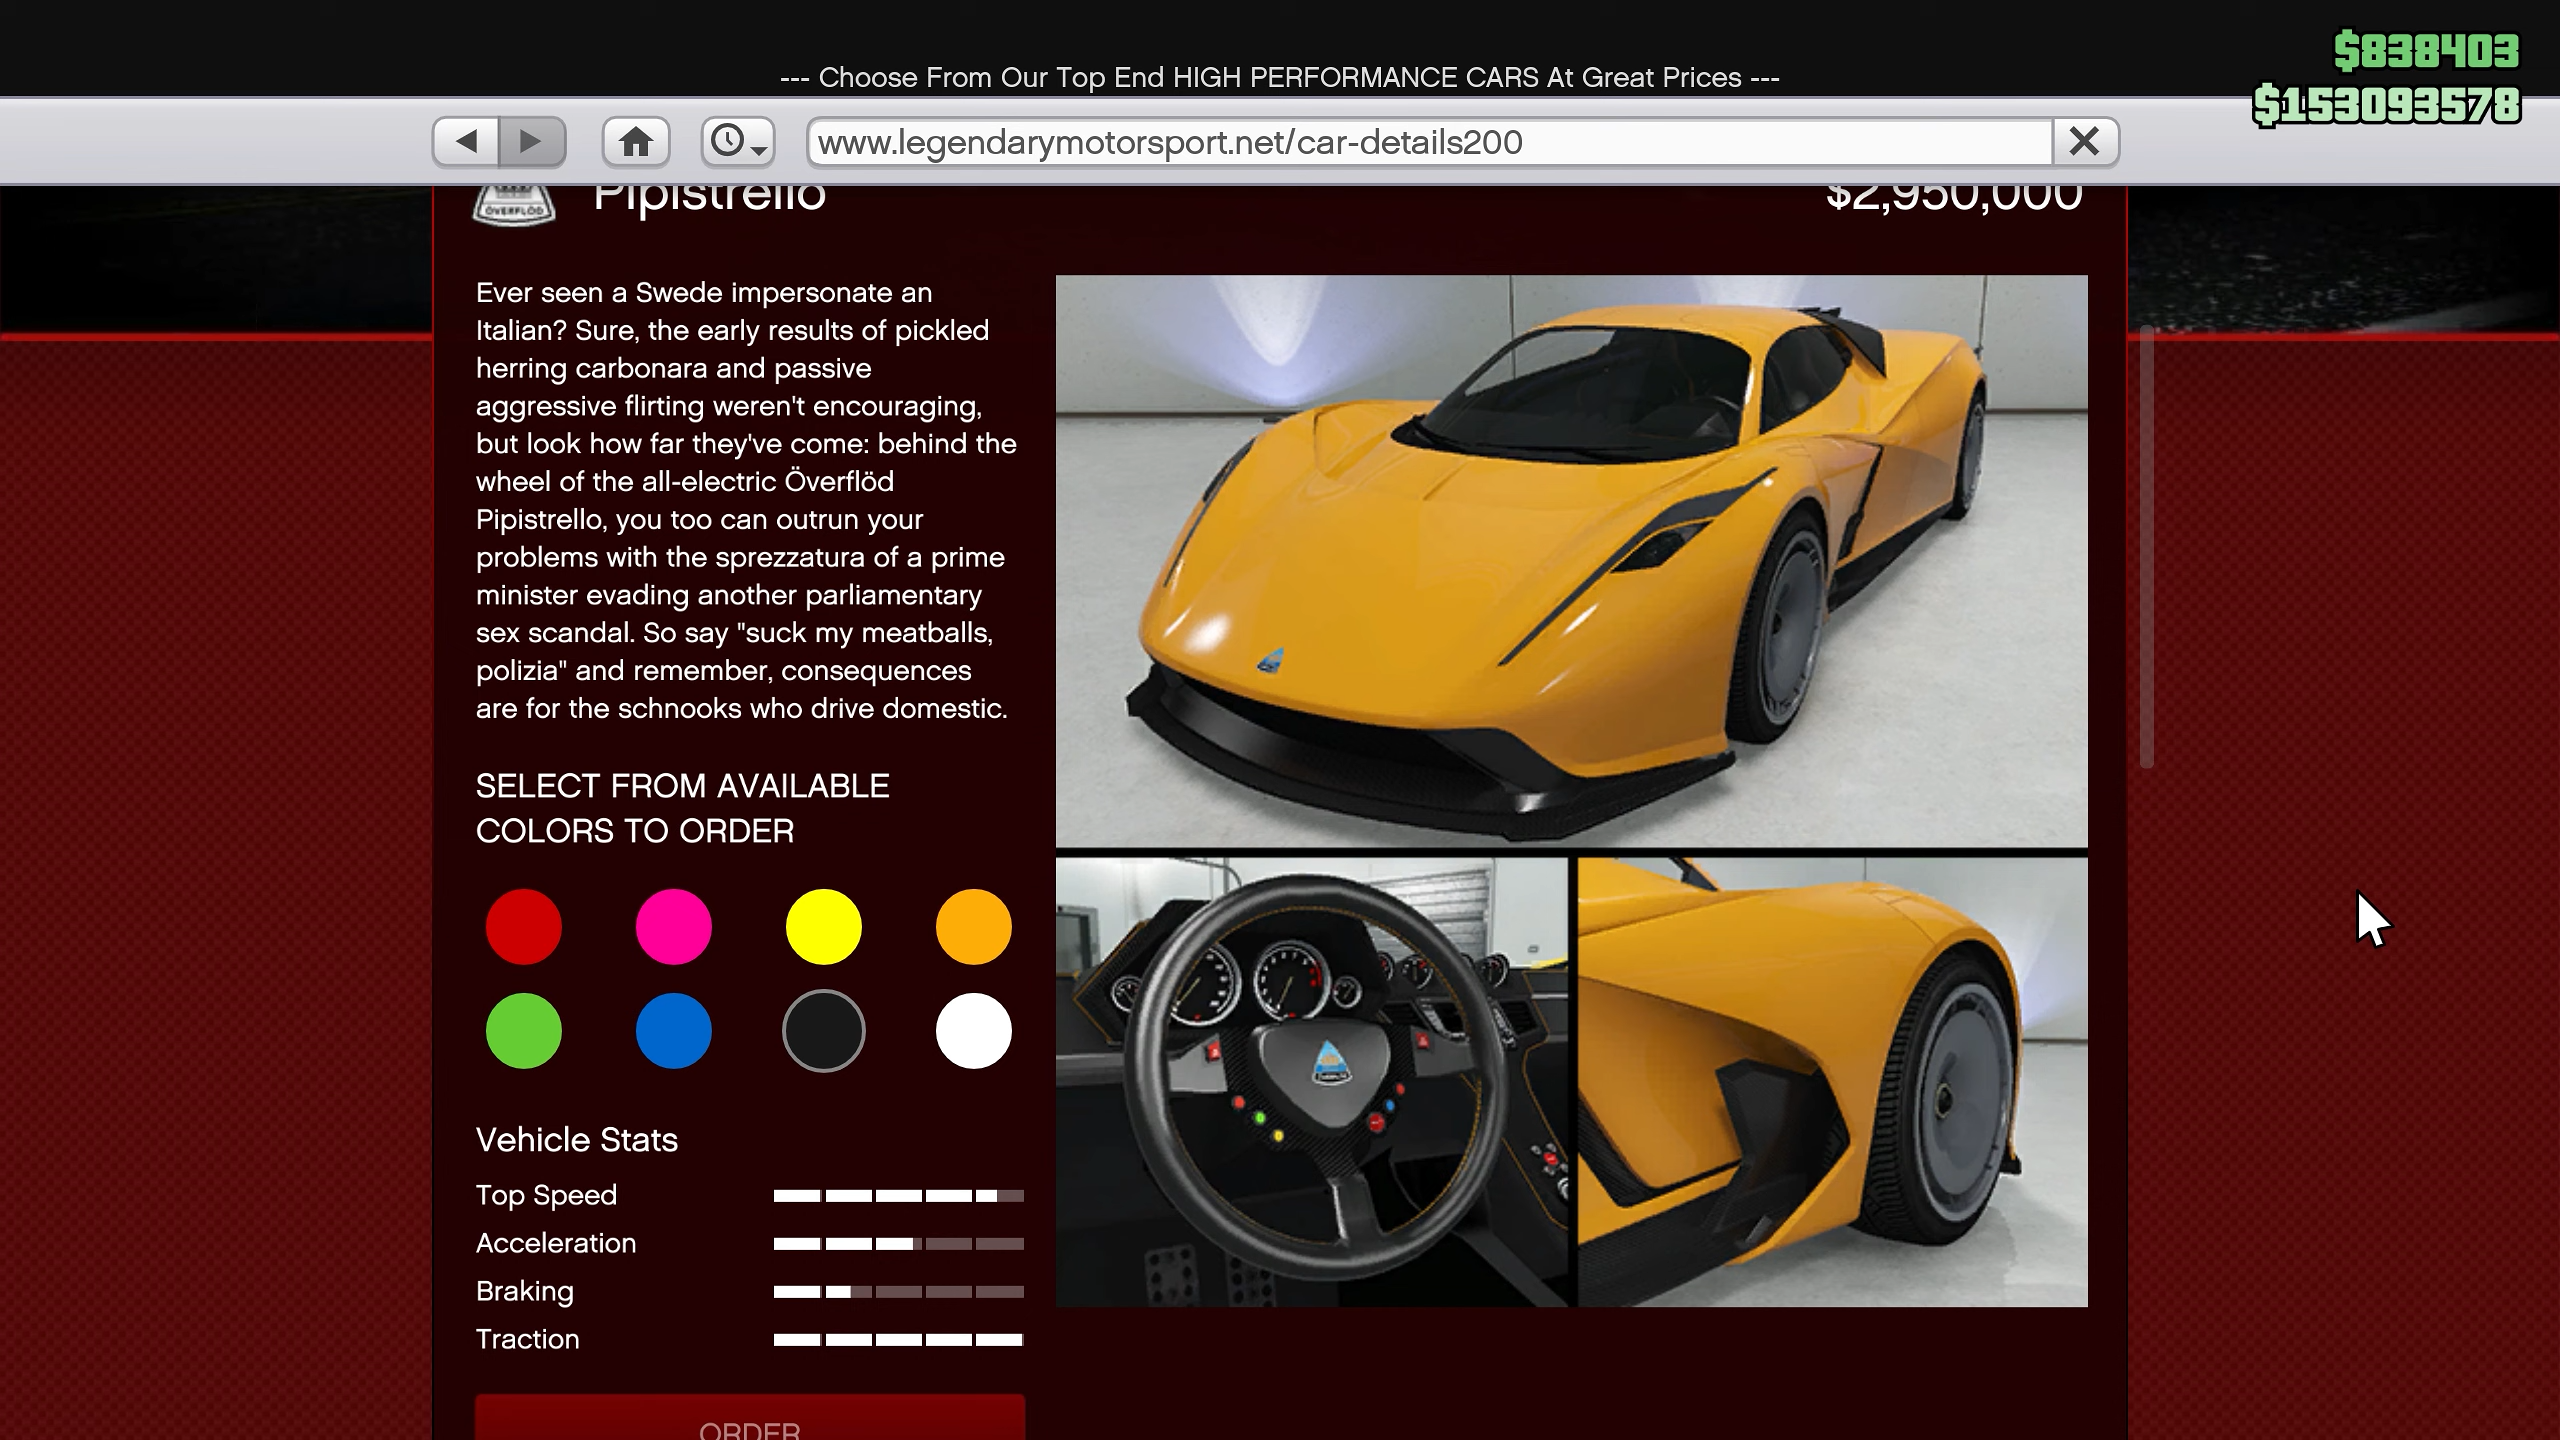 $838403
--- Choose From Our Top End HIGH PERFORMANCE CARS At Great Prices ---
$153093578
www.legendarymotorsport.net/car-details200
ÖVERFLÖD
Pipistrello
$2,950,000
Ever seen a Swede impersonate an
Italian? Sure, the early results of pickled
herring carbonara and passive
aggressive flirting weren't encouraging,
but look how far they've come: behind the
wheel of the all-electric Överflöd
Pipistrello, you too can outrun your
problems with the sprezzatura of a prime
minister evading another parliamentary
sex scandal. So say "suck my meatballs,
polizia" and remember, consequences
are for the schnooks who drive domestic.
SELECT FROM AVAILABLE
COLORS TO ORDER
Vehicle Stats
Top Speed
Acceleration
Braking
Traction
ORDER